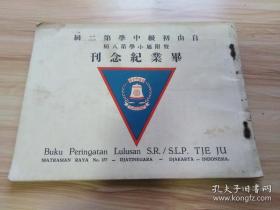 自由初級中學第二屆
暨附屬小學第八屆
畢業紀念刊
Buku Peringatan Lulusan S.R. / S.L.P. TJE JU
MATRAMAN RAYA No. 157 - DJATINEGARA - DJAKARTA - INDONESIA.
孔夫子旧书网